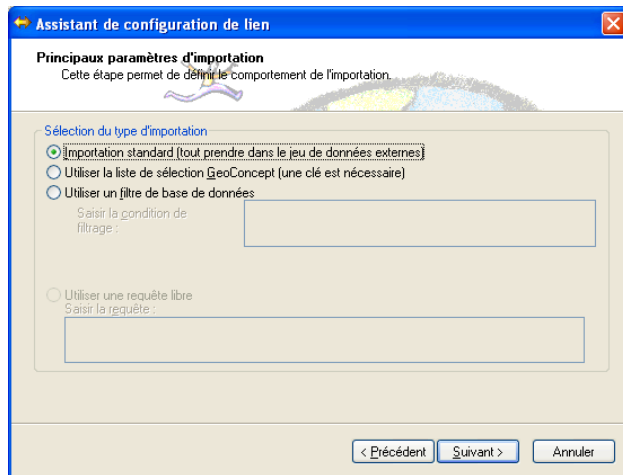 Assistant de configuration de lien
Principaux paramètres d'importation
Cette étape permet de définir le comportement de l'importation.
Sélection du type d'importation
Importation standard (tout prendre dans le jeu de données externes)
Utiliser la liste de sélection GeoConcept (une clé est nécessaire)
Utiliser un filtre de base de données
Saisir la condition de
filtrage :
Utiliser une requête libre
Saisir la requête :
< Précédent
Suivant >
Annuler